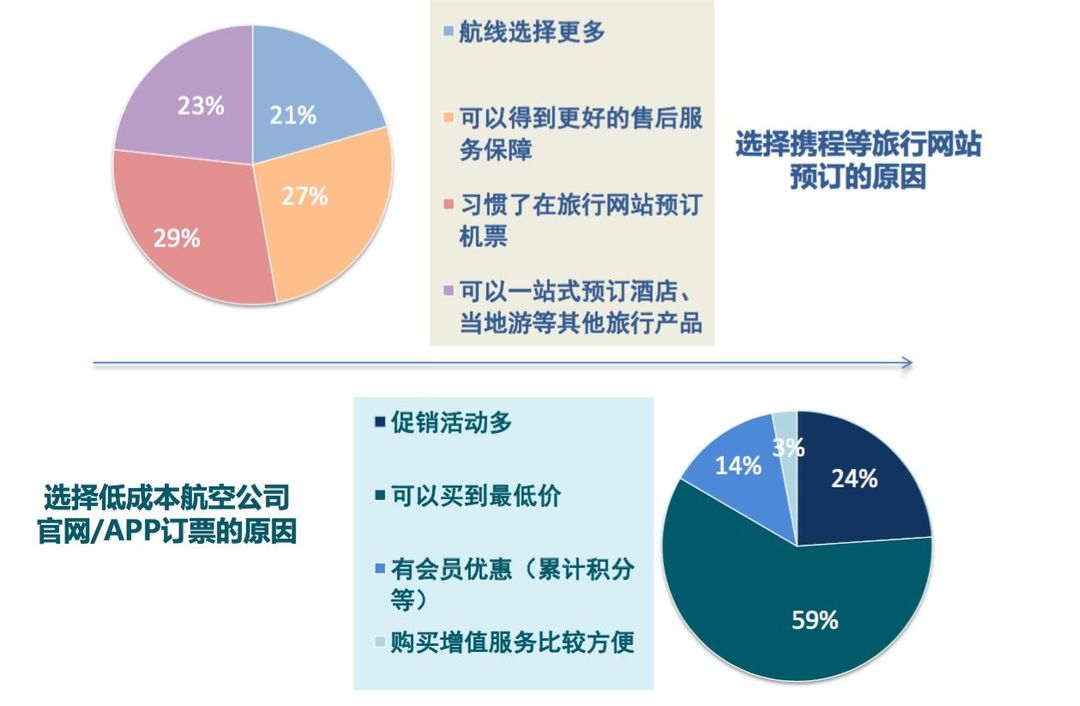 23%
21%
27%
29%
航线选择更多
可以得到更好的售后服
务保障
习惯了在旅行网站预订
机票
可以一站式预订酒店、
当地游等其他旅行产品
选择携程等旅行网站
预订的原因
选择低成本航空公司
官网/APP订票的原因
促销活动多
可以买到最低价
有会员优惠（累计积分
等）
购买增值服务比较方便
3%
14%
24%
59%